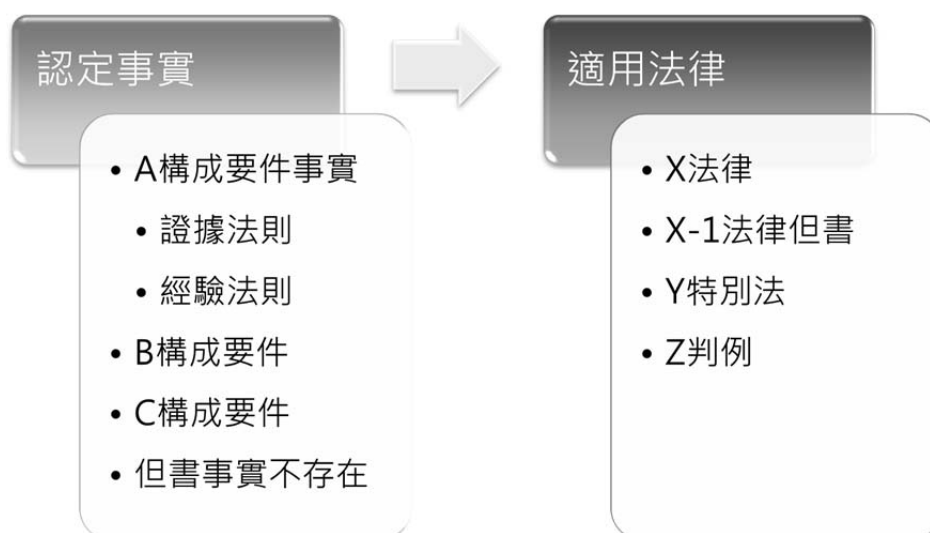 認定事實
• A構成要件事實
• 證據法則
• 經驗法則
• B構成要件
• C構成要件
• 但書事實不存在
適用法律
• X法律
• X-1法律但書
• Y特別法
• Z判例